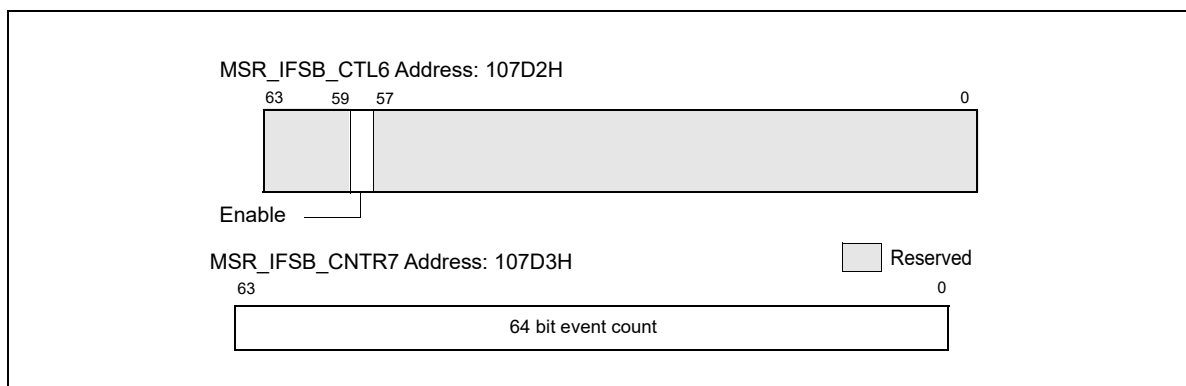 MSR_IFSB_CTL6 Address: 107D2H
63 59 57 0
Enable
MSR_IFSB_CNTR7 Address: 107D3H
Reserved
63 0
64 bit event count